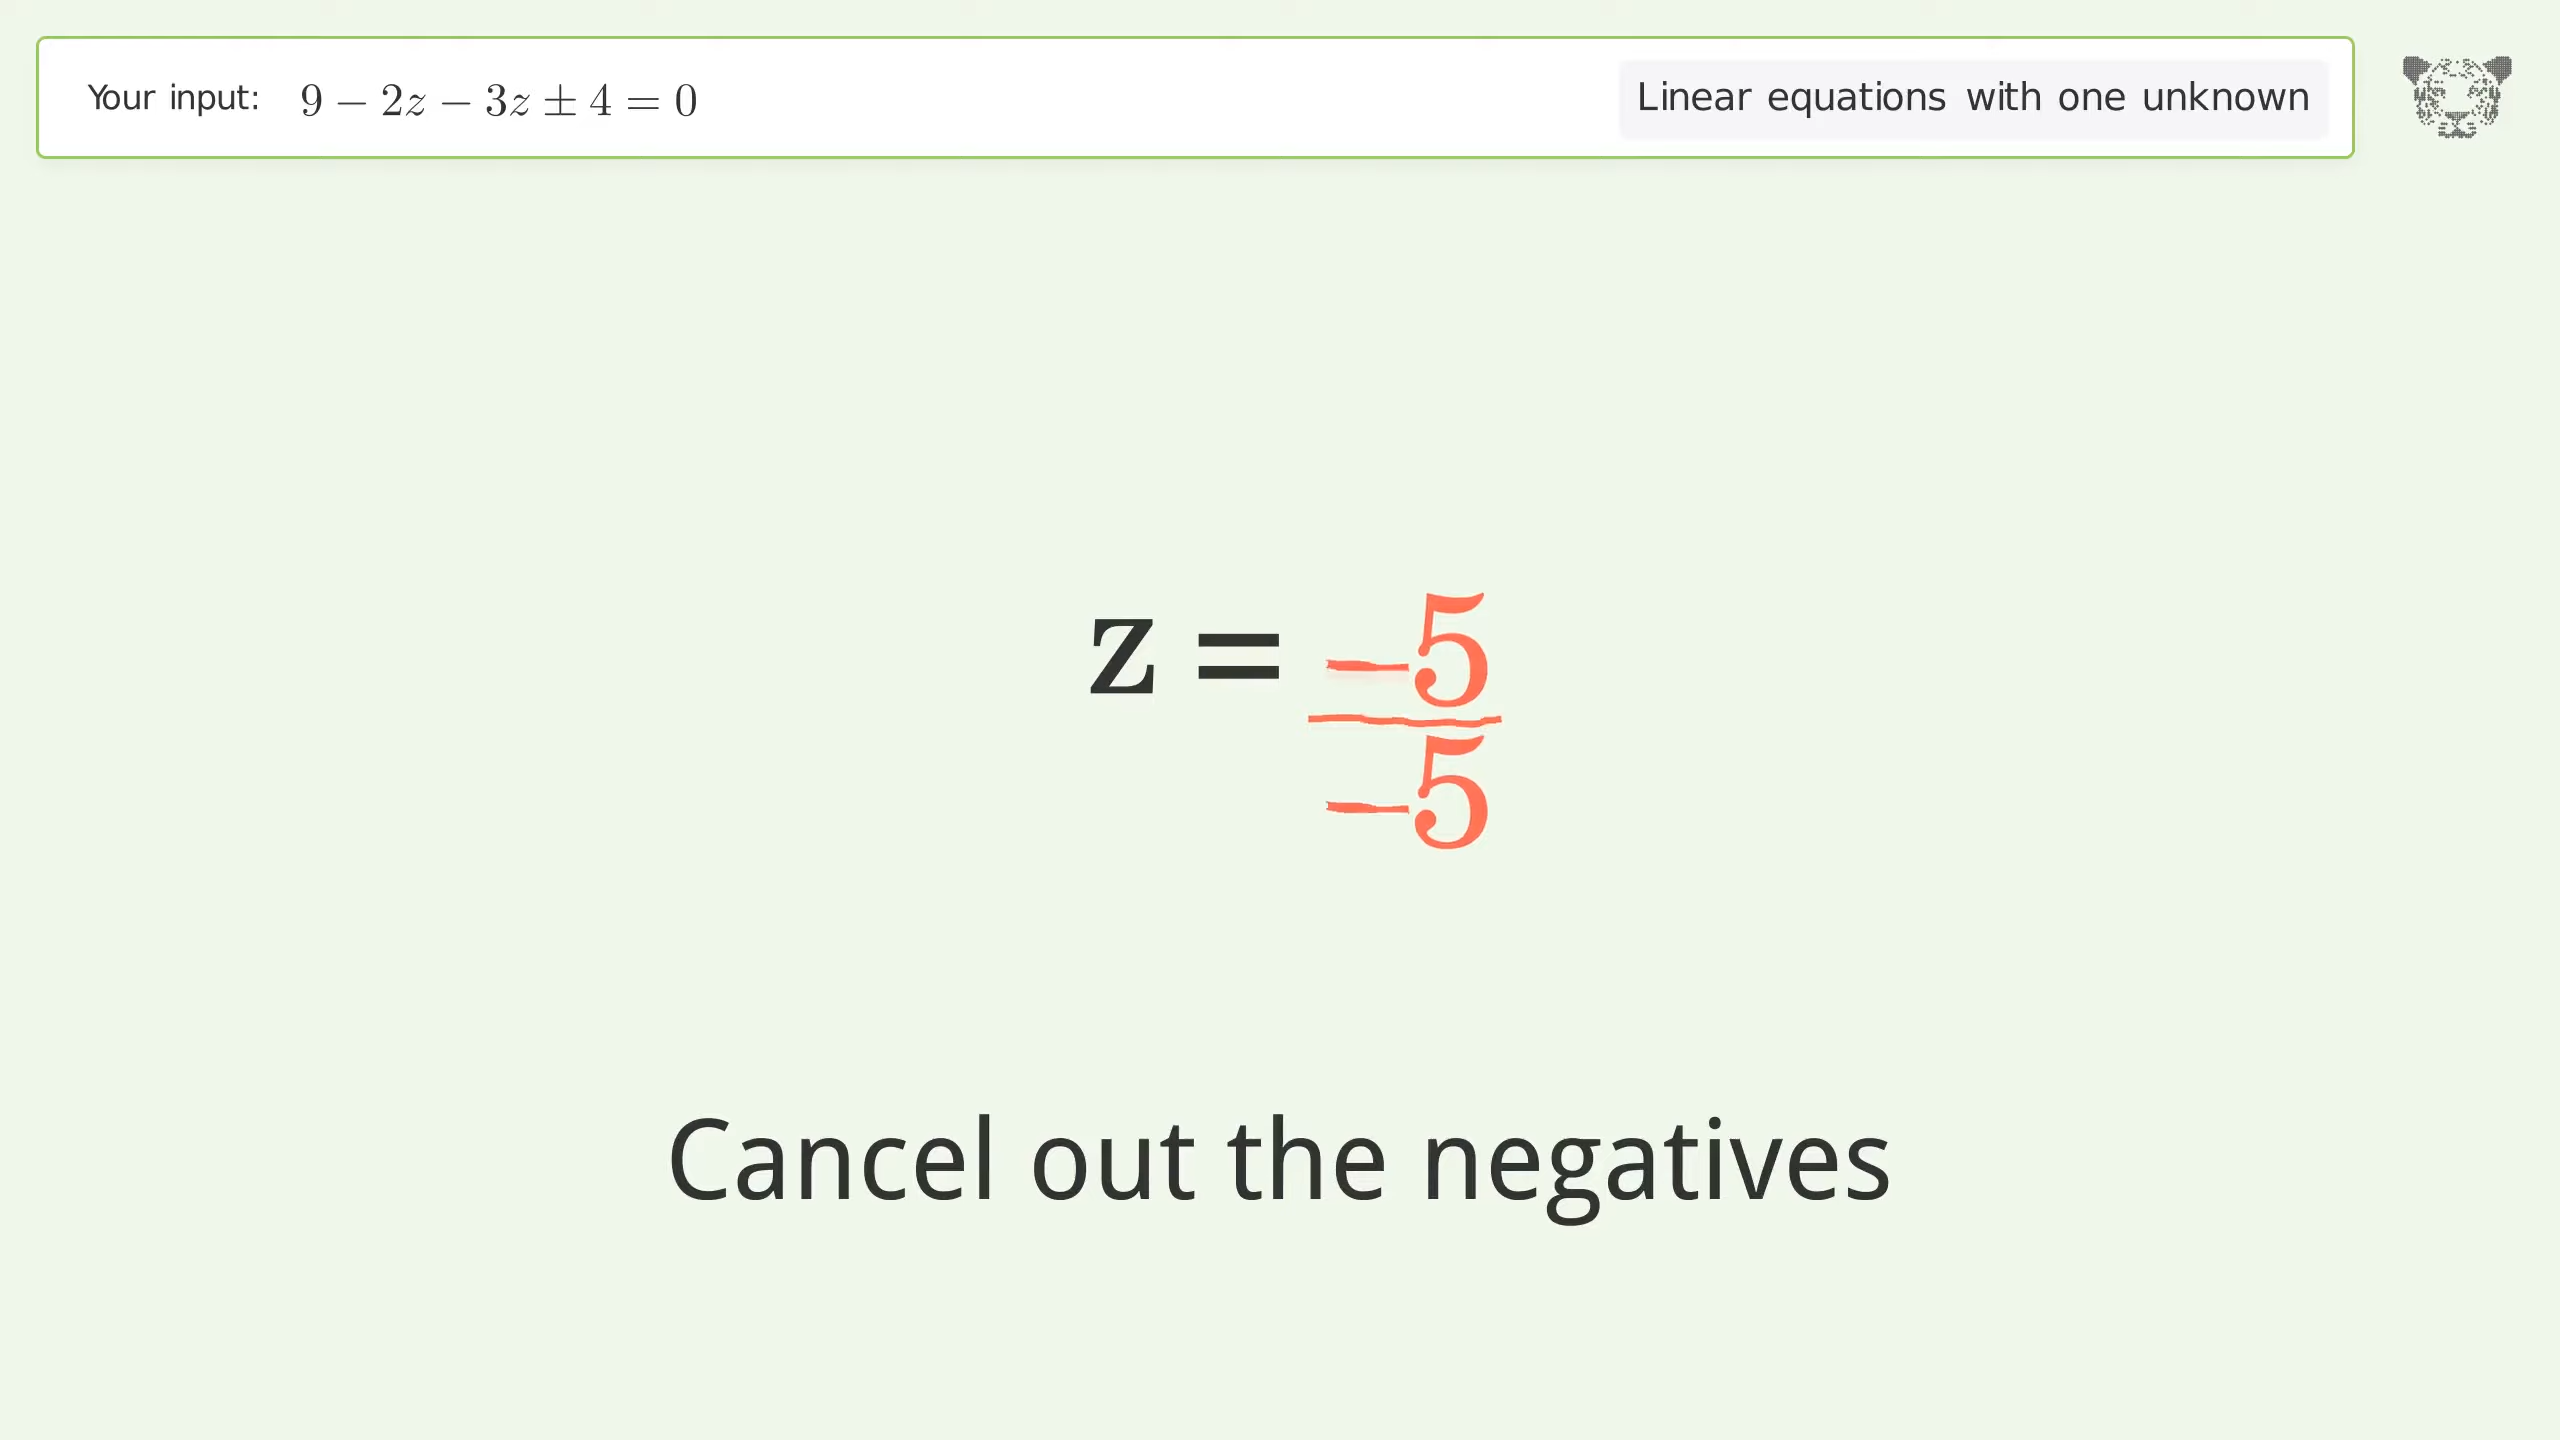 Your input: 9 − 2z − 3z ± 4 = 0
Linear equations with one unknown
z = −5
−5
Cancel out the negatives